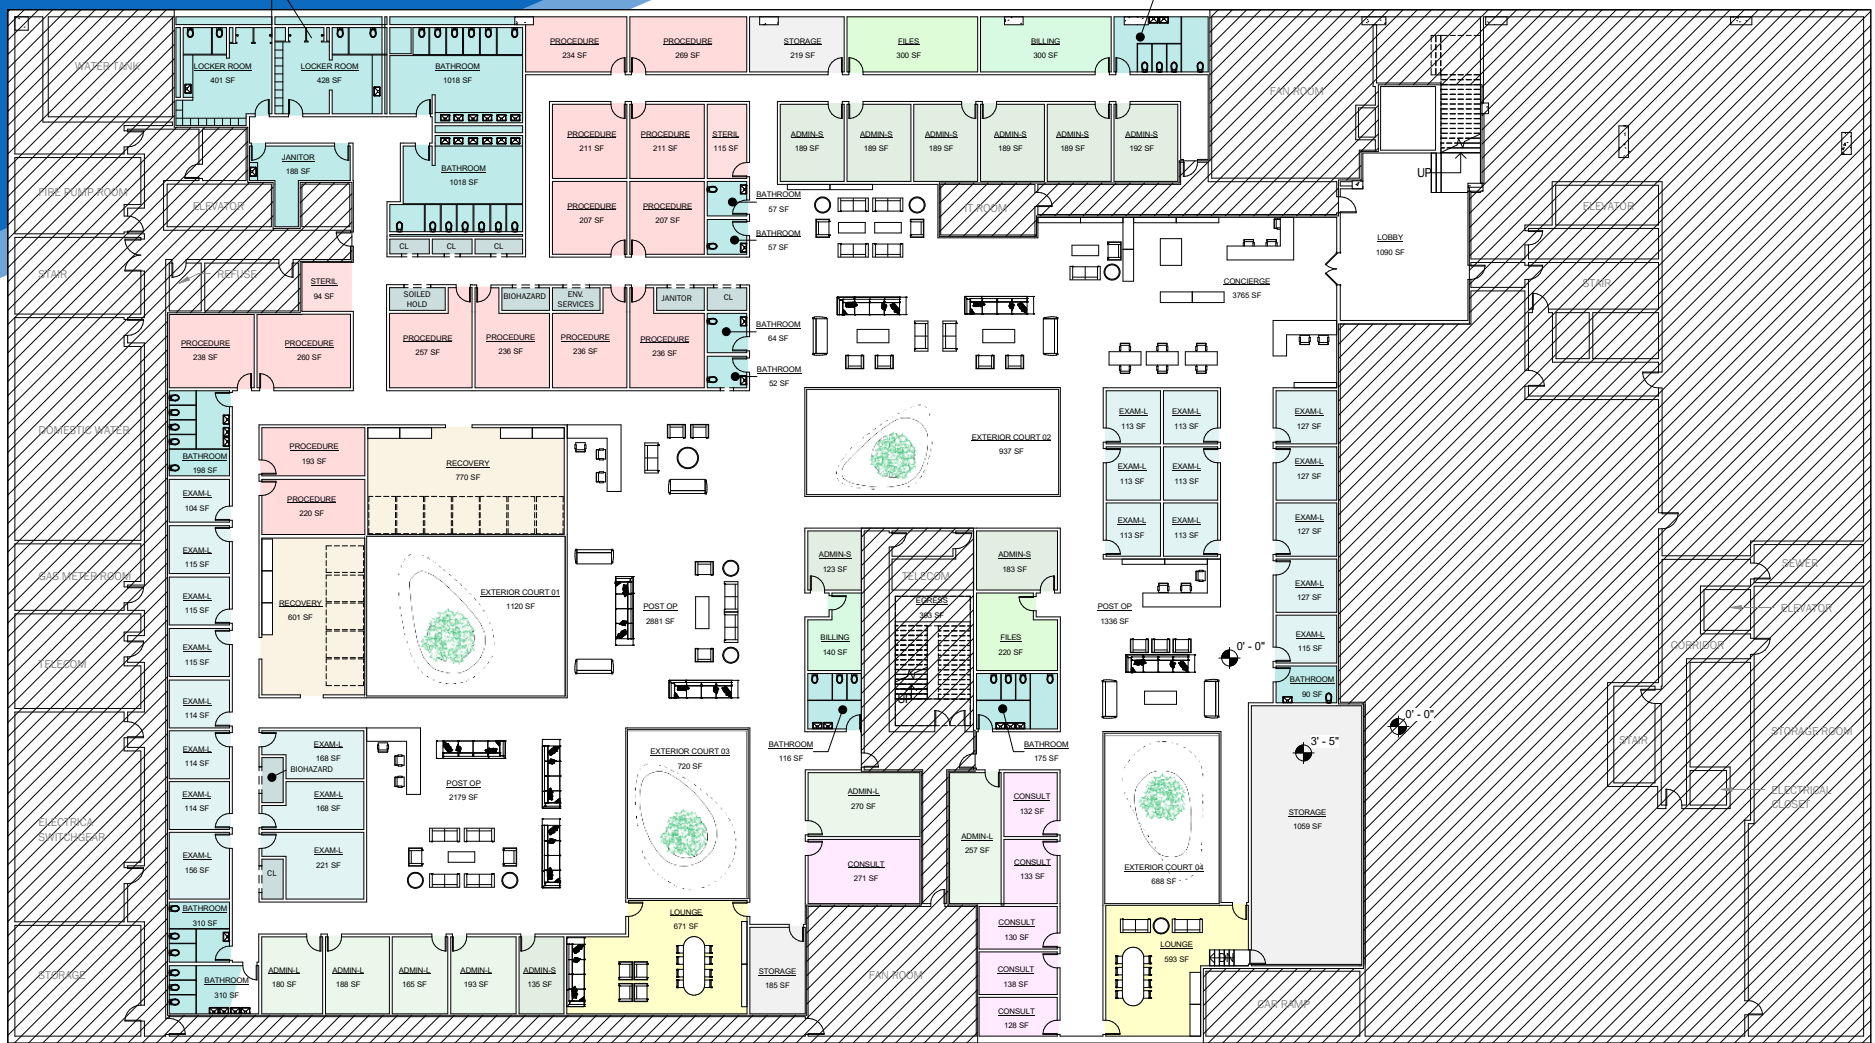 WATER TANK
LOCKER ROOM
401 SF
LOCKER ROOM
428 SF
BATHROOM
1018 SF
PROCEDURE
234 SF
PROCEDURE
269 SF
STORAGE
219 SF
FILES
300 SF
BILLING
300 SF
FAN ROOM
UP
PROCEDURE
211 SF
PROCEDURE
211 SF
STERIL
115 SF
ADMIN-S
189 SF
ADMIN-S
189 SF
ADMIN-S
189 SF
ADMIN-S
189 SF
ADMIN-S
189 SF
ADMIN-S
192 SF
JANITOR
188 SF
BATHROOM
1018 SF
FIRE PUMP ROOM
ELEVATOR
PROCEDURE
207 SF
PROCEDURE
207 SF
BATHROOM
57 SF
BATHROOM
57 SF
IT ROOM
ELEVATOR
LOBBY
1090 SF
CL
CL
CL
STAIR
REFUSE
STERIL
94 SF
SOILED
HOLD
BIOHAZARD
ENV.
SERVICES
JANITOR
CL
CONCIERGE
3765 SF
STAIR
PROCEDURE
238 SF
PROCEDURE
260 SF
PROCEDURE
257 SF
PROCEDURE
236 SF
PROCEDURE
236 SF
PROCEDURE
236 SF
BATHROOM
64 SF
BATHROOM
52 SF
DOMESTIC WATER
BATHROOM
198 SF
PROCEDURE
193 SF
RECOVERY
770 SF
EXTERIOR COURT 02
937 SF
EXAM-L
113 SF
EXAM-L
113 SF
EXAM-L
127 SF
EXAM-L
113 SF
EXAM-L
113 SF
EXAM-L
127 SF
EXAM-L
104 SF
PROCEDURE
220 SF
EXAM-L
113 SF
EXAM-L
113 SF
EXAM-L
127 SF
EXAM-L
115 SF
ADMIN-S
123 SF
TELECOM
ADMIN-S
183 SF
GAS METER ROOM
SEWER
EXAM-L
115 SF
RECOVERY
601 SF
EXTERIOR COURT 01
1120 SF
POST OP
2881 SF
EGRESS
393 SF
POST OP
1336 SF
EXAM-L
127 SF
ELEVATOR
BILLING
140 SF
FILES
220 SF
EXAM-L
115 SF
CORRIDOR
TELECOM
EXAM-L
115 SF
0' - 0"
BATHROOM
90 SF
UP
EXAM-L
114 SF
0' - 0"
3' - 5"
STAIR
STORAGE ROOM
EXAM-L
114 SF
EXAM-L
168 SF
BIOHAZARD
EXTERIOR COURT 03
720 SF
BATHROOM
116 SF
BATHROOM
175 SF
POST OP
2179 SF
EXAM-L
114 SF
EXAM-L
168 SF
ADMIN-L
270 SF
CONSULT
132 SF
STORAGE
1059 SF
ELECTRICAL
CLOSET
ELECTRICA
SWITCHGEAR
EXAM-L
156 SF
EXAM-L
221 SF
CL
CONSULT
271 SF
ADMIN-L
257 SF
CONSULT
133 SF
EXTERIOR COURT 04
688 SF
BATHROOM
310 SF
LOUNGE
671 SF
CONSULT
130 SF
LOUNGE
593 SF
DN
STORAGE
BATHROOM
310 SF
ADMIN-L
180 SF
ADMIN-L
188 SF
ADMIN-L
165 SF
ADMIN-L
193 SF
ADMIN-S
135 SF
STORAGE
185 SF
FAN ROOM
CONSULT
138 SF
CONSULT
128 SF
CAR RAMP